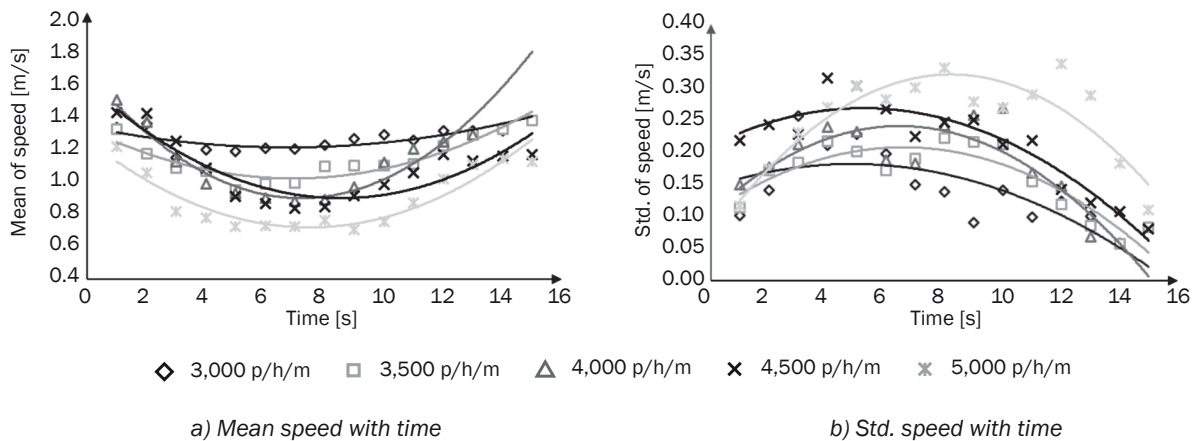 Mean of speed [m/s]
2.0
1.8
1.6
1.4
1.2
1.0
0.8
0.6
0.4
0 2 4 6 8 10 12 14 16
Time [s]
Std. of speed [m/s]
0.40
0.35
0.30
0.25
0.20
0.15
0.10
0.05
0.00
0 2 4 6 8 10 12 14 16
Time [s]
3,000 p/h/m 3,500 p/h/m 4,000 p/h/m 4,500 p/h/m 5,000 p/h/m
a) Mean speed with time
b) Std. speed with time